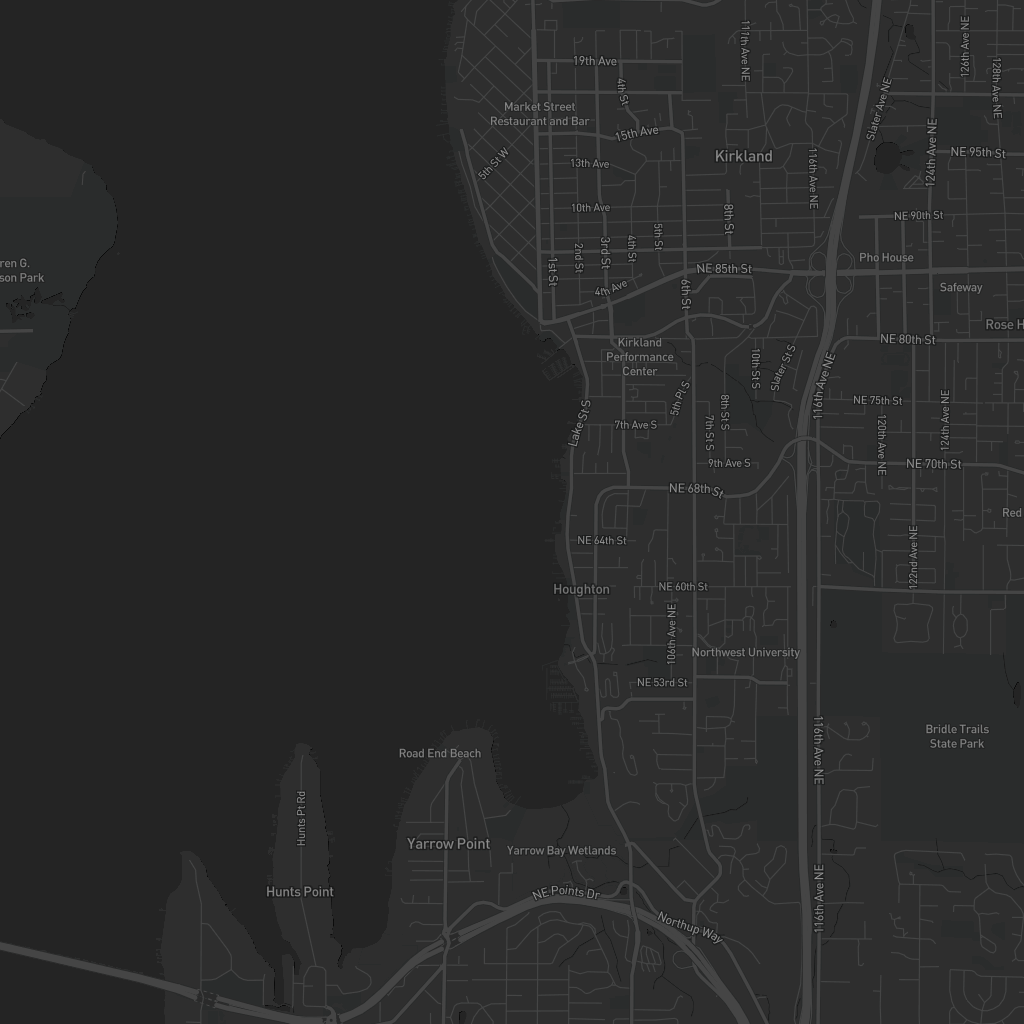 111th Ave NE
126th Ave NE
19th Ave
128th Ave NE
4th St
Slater Ave NE
Market Street
Restaurant and Bar
15th Ave
124th Ave NE
NE 95th St
Kirkland
5th St W
13th Ave
116th Ave NE
10th Ave
8th St
NE 90th St
5th St
4th St
3rd St
2nd St
1st St
Pho House
ren G.
son Park
NE 85th St
4th Ave
6th St
Safeway
Rose H
NE 80th St
Kirkland
Performance
Center
10th St S
Slater St S
116th Ave NE
5th Pl S
8th St S
NE 75th St
Lake St S
7th Ave S
7th St S
120th Ave NE
124th Ave NE
9th Ave S
NE 70th St
NE 68th St
Red
NE 64th St
122nd Ave NE
Houghton
NE 60th St
106th Ave NE
Northwest University
NE 53rd St
116th Ave NE
Bridle Trails
State Park
Road End Beach
Hunts Pt Rd
Yarrow Point
Yarrow Bay Wetlands
Hunts Point
NE Points Dr
116th Ave NE
Northup Way